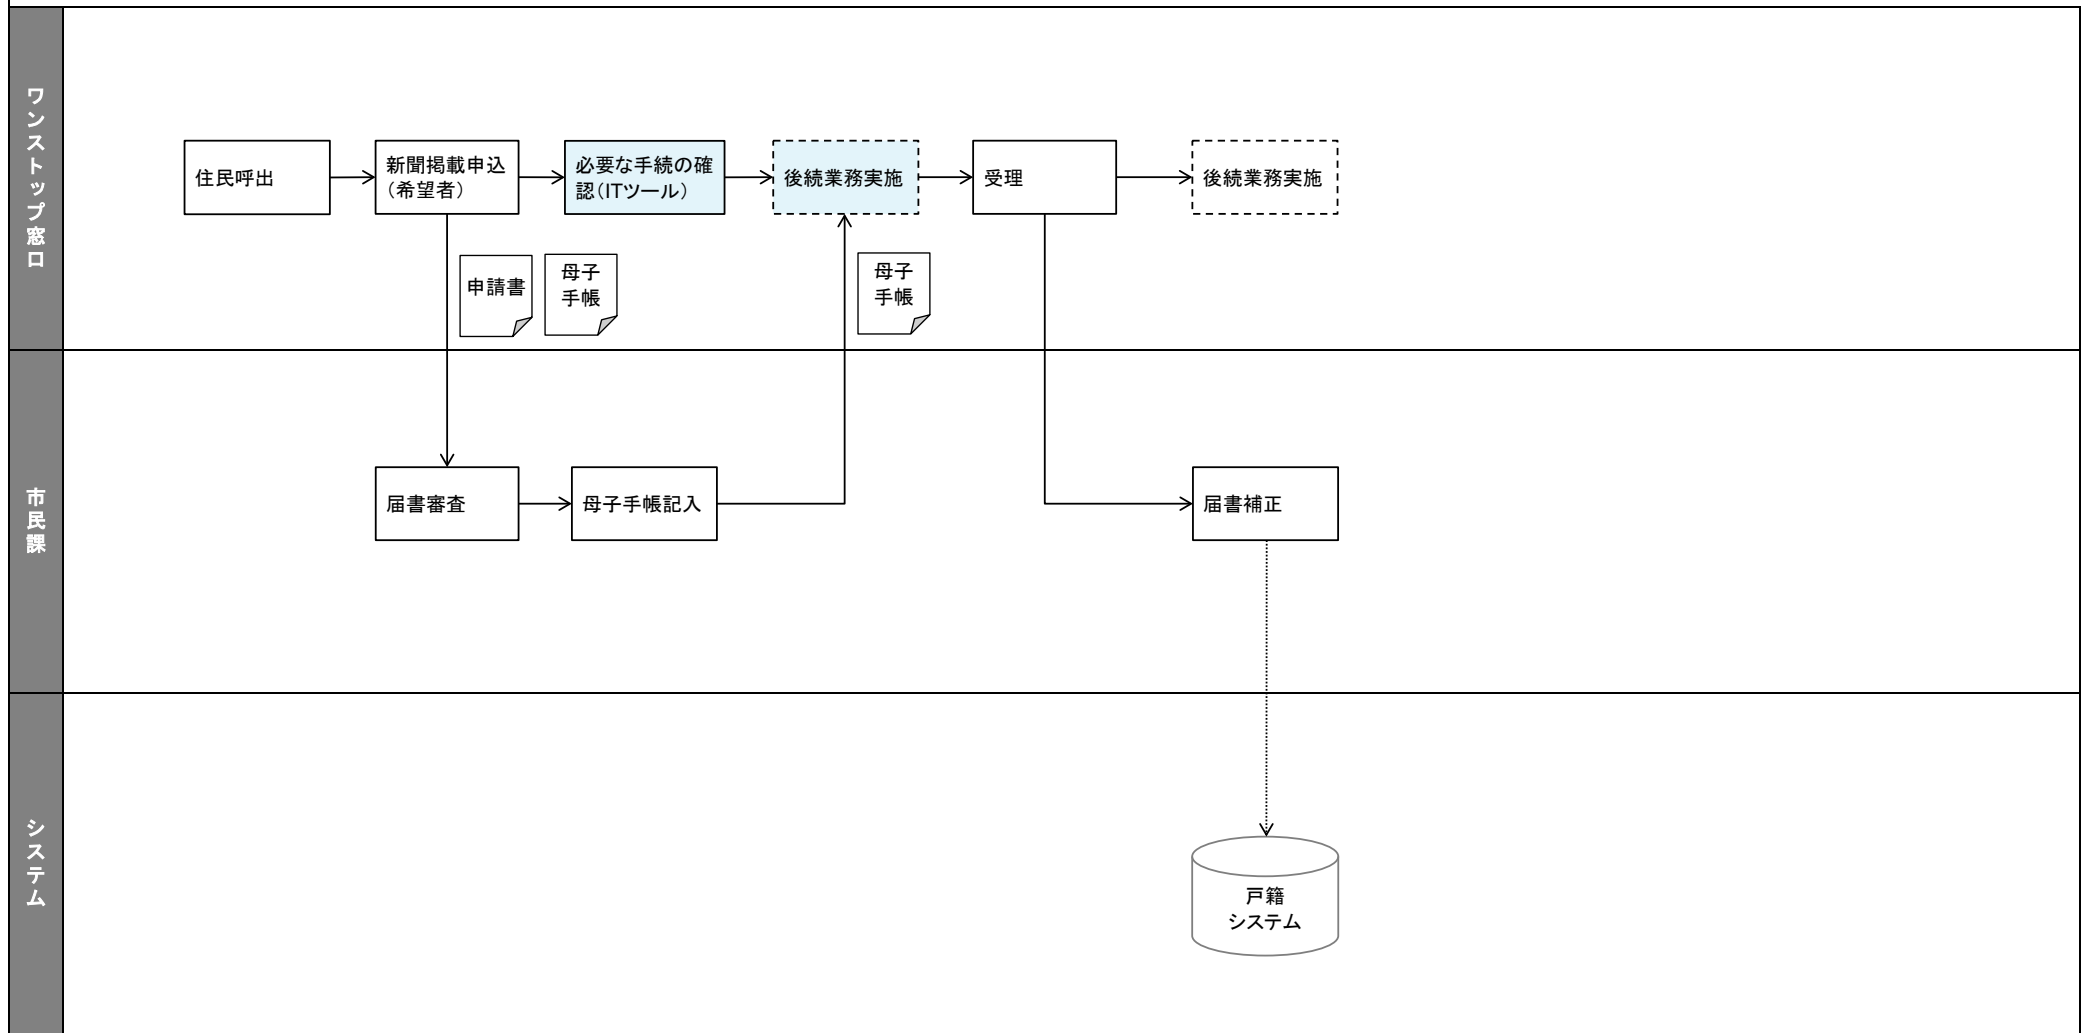 ワンストップ窓口
住民呼出
新聞掲載申込
（希望者）
必要な手続の確
認（ITツール）
後続業務実施
受理
後続業務実施
申請書
母子
手帳
母子
手帳
市民課
届書審査
母子手帳記入
届書補正
システム
戸籍
システム